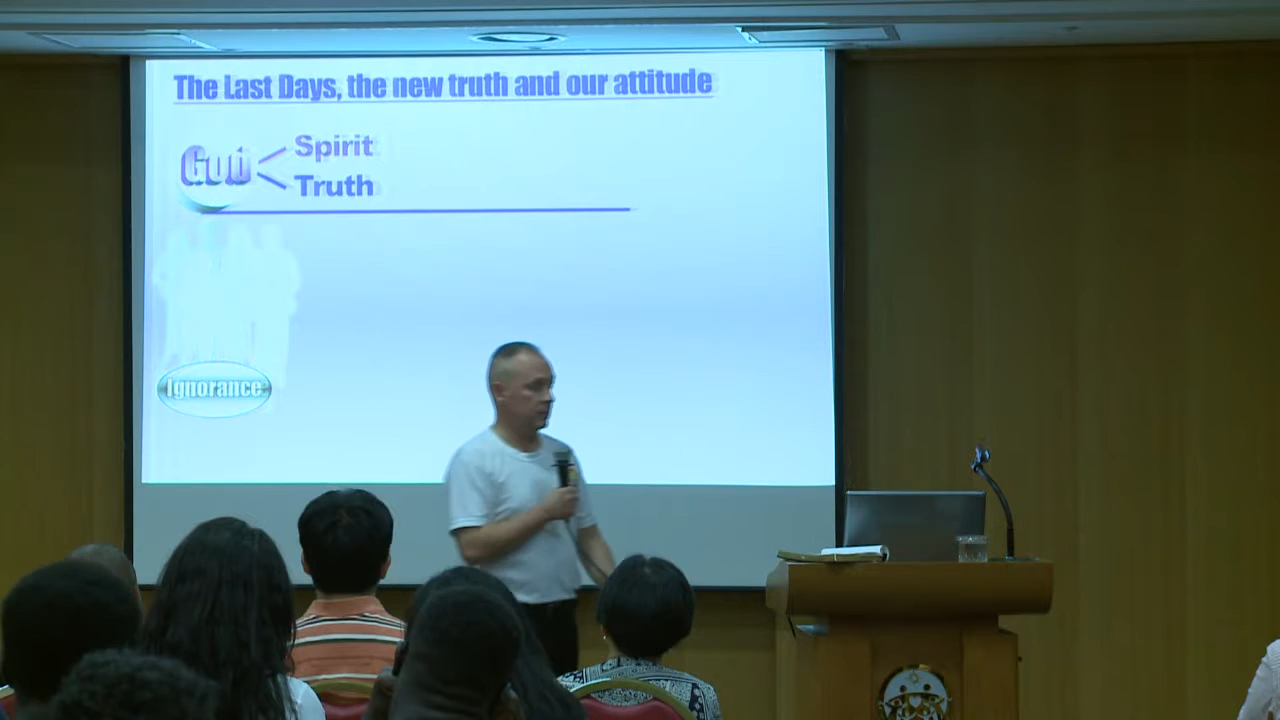 The Last Days, the new truth and our attitude
God
Spirit
Truth
Ignorance